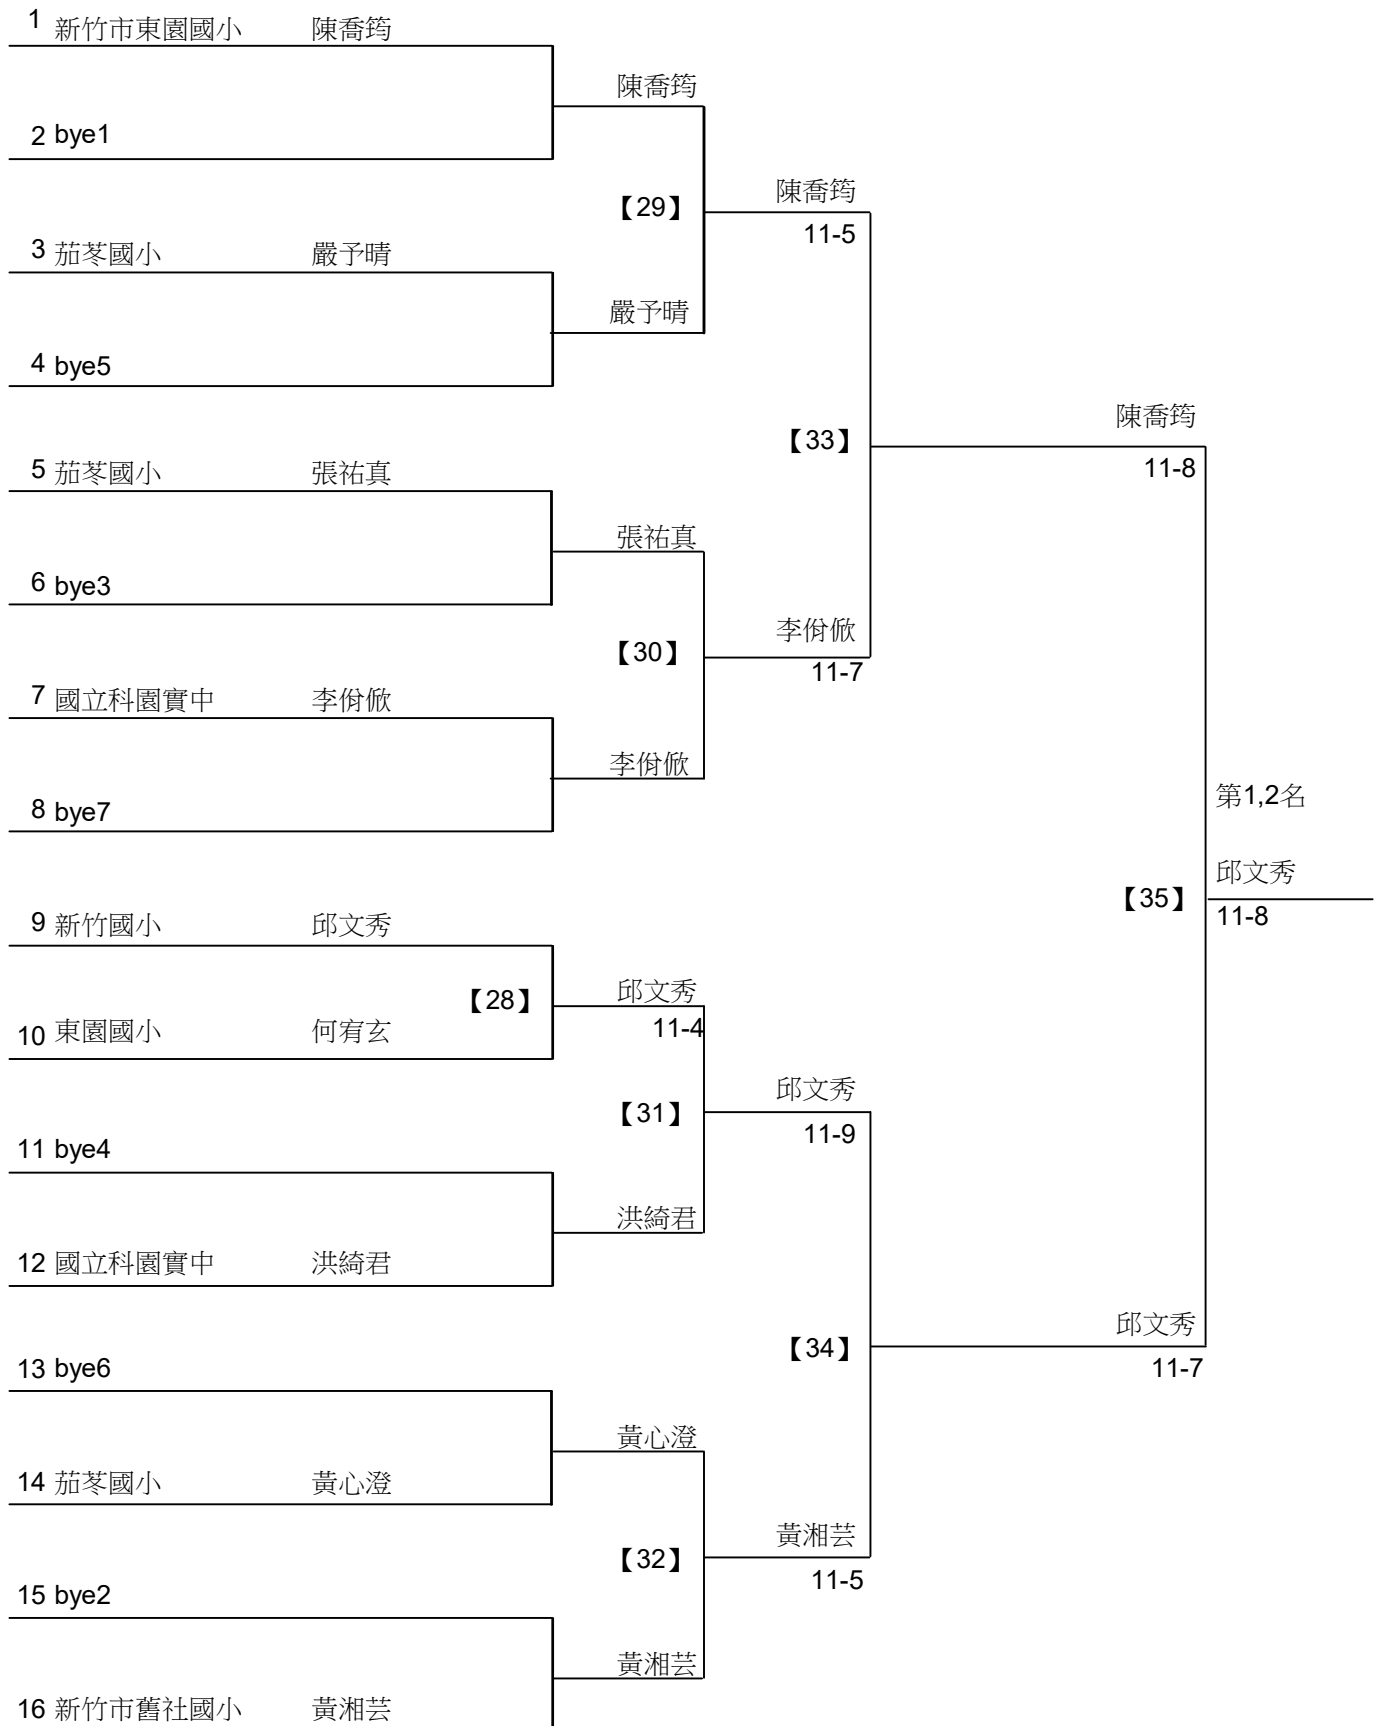 1 新竹市東園國小 陳喬筠
陳喬筠
2 bye1
陳喬筠
【29】
11-5
3 茄苳國小 嚴予晴
嚴予晴
4 bye5
陳喬筠
【33】
11-8
5 茄苳國小 張祐真
張祐真
6 bye3
李佾俽
【30】
11-7
7 國立科園實中 李佾俽
李佾俽
8 bye7
第1,2名
邱文秀
【35】
11-8
9 新竹國小 邱文秀
【28】
邱文秀
11-4
10 東園國小 何宥玄
邱文秀
【31】
11-9
11 bye4
洪綺君
12 國立科園實中 洪綺君
邱文秀
【34】
11-7
13 bye6
黃心澄
14 茄苳國小 黃心澄
黃湘芸
【32】
11-5
15 bye2
黃湘芸
16 新竹市舊社國小 黃湘芸